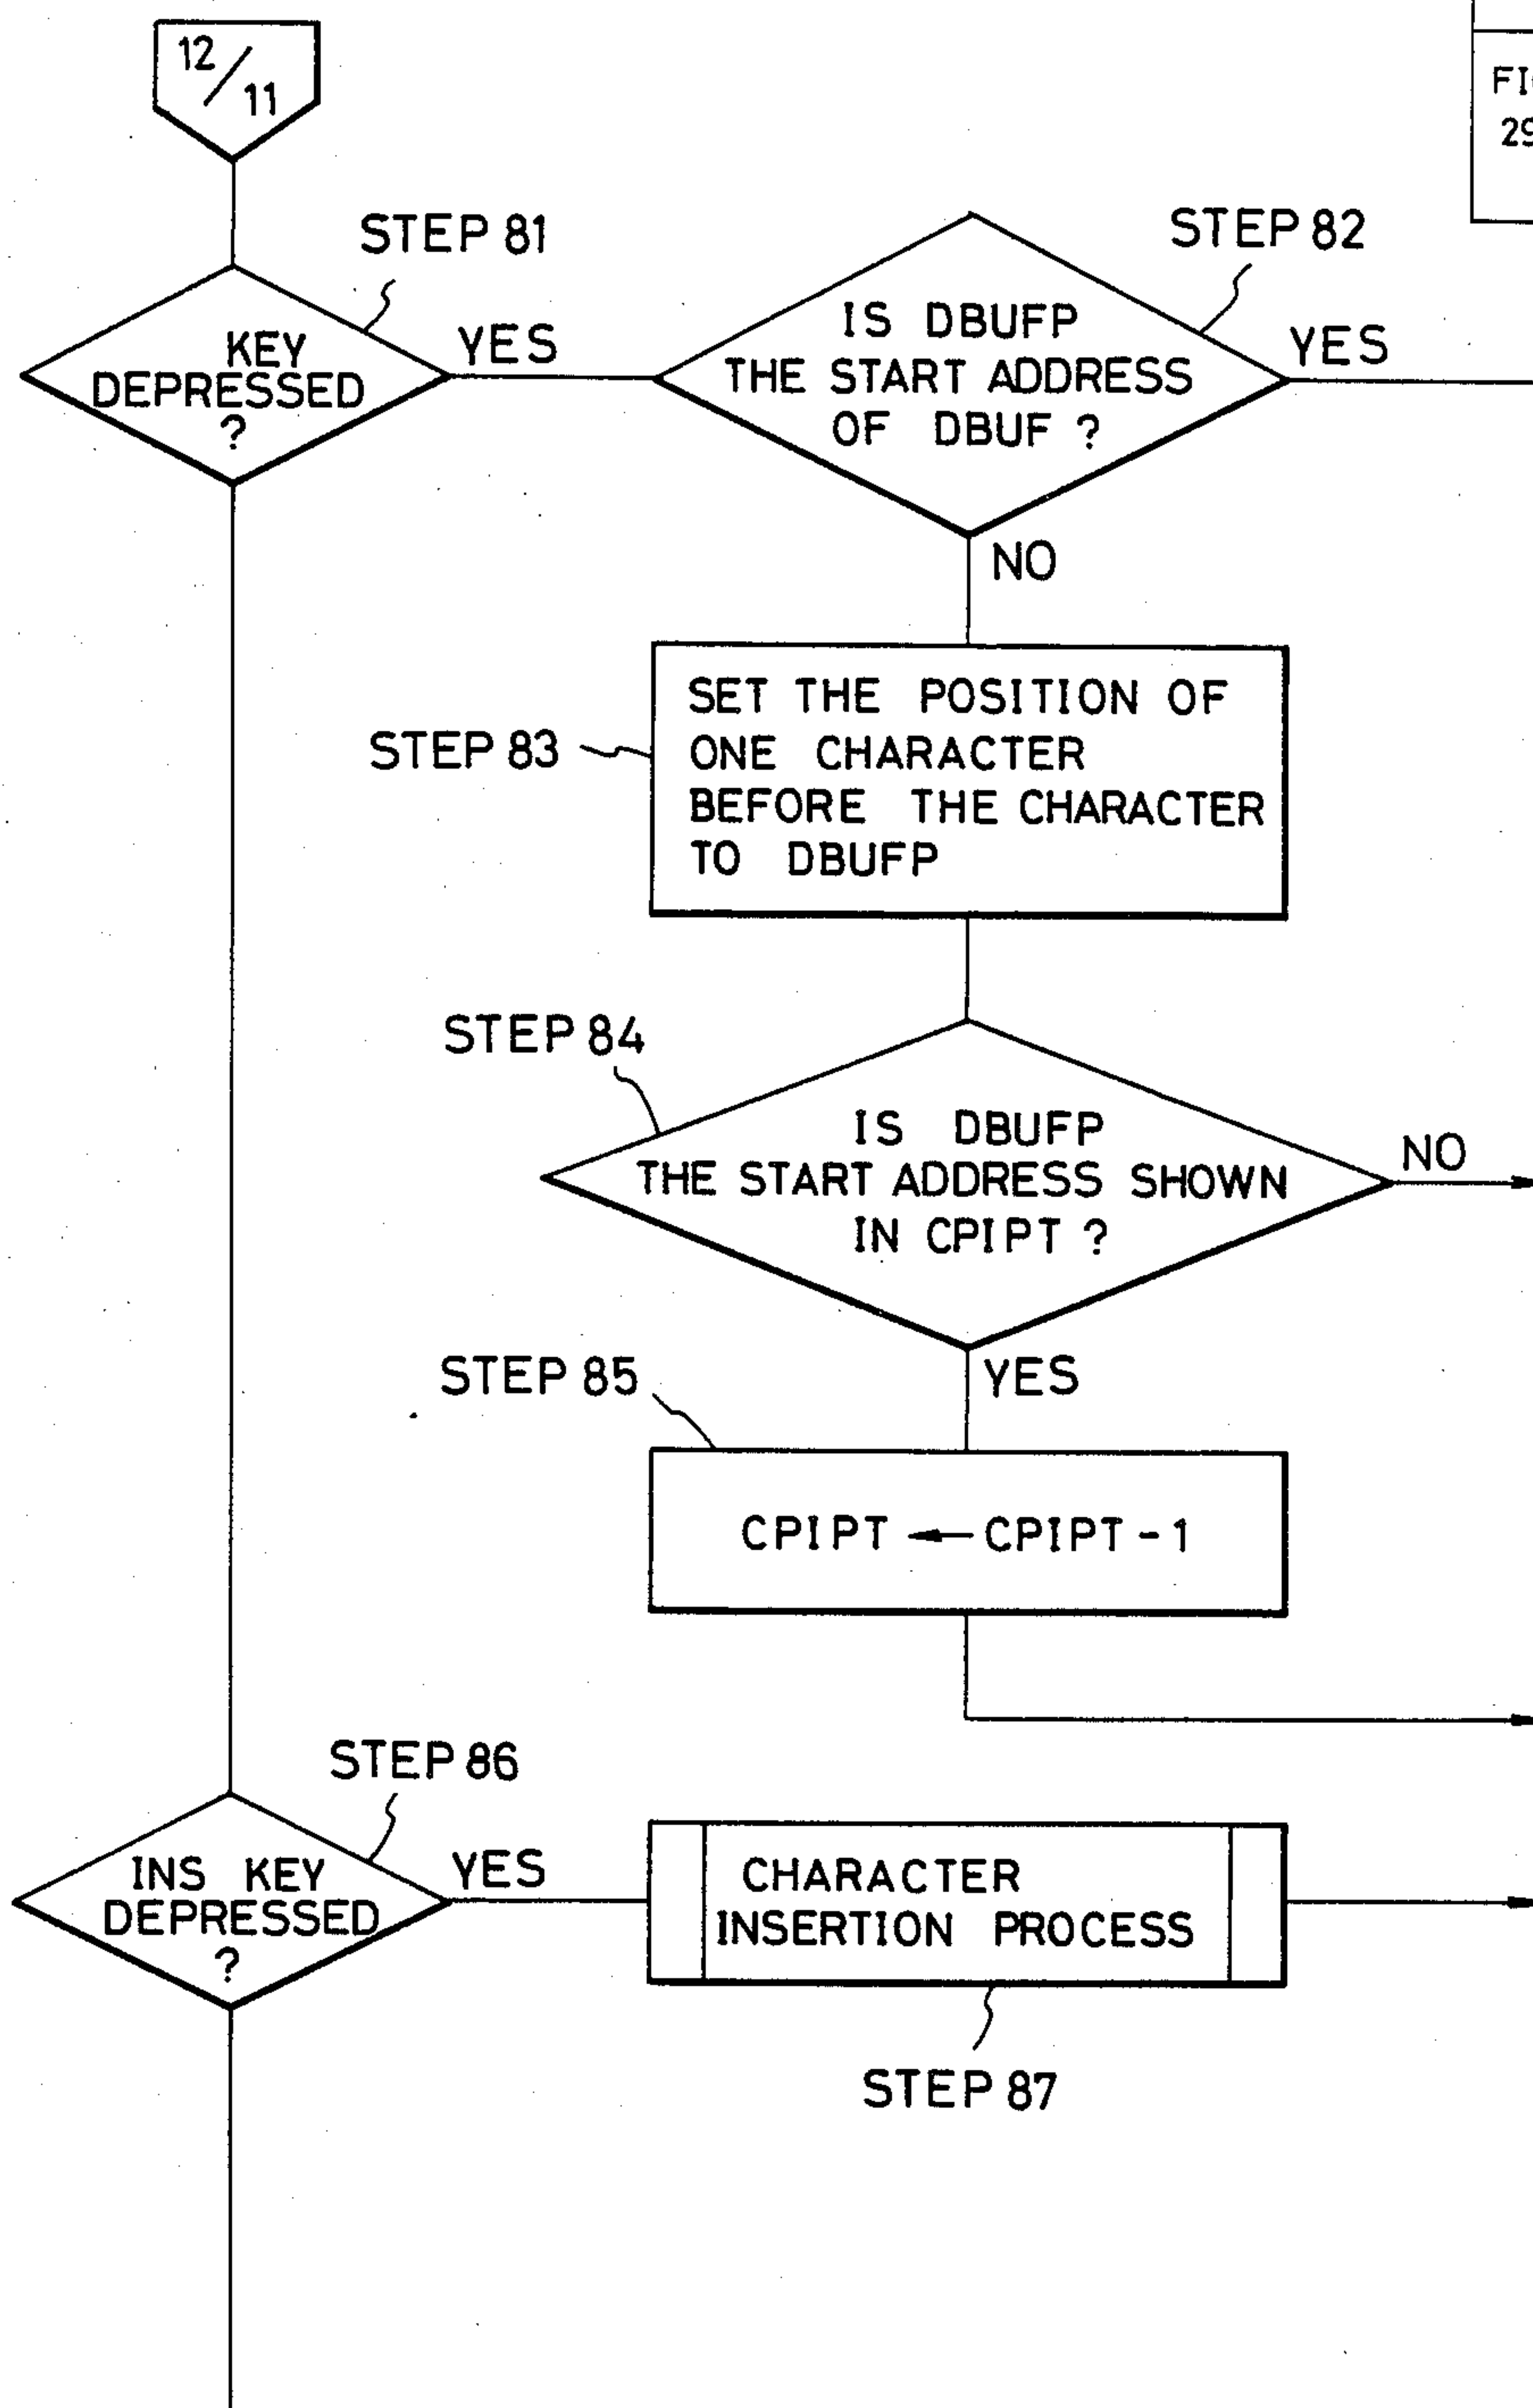 12/11
FI
29
STEP 81
STEP 82
KEY
DEPRESSED
?
YES
IS DBUFP
THE START ADDRESS
OF DBUF ?
YES
NO
STEP 83
SET THE POSITION OF
ONE CHARACTER
BEFORE THE CHARACTER
TO DBUFP
STEP 84
IS DBUFP
THE START ADDRESS SHOWN
IN CPIPT ?
NO
YES
STEP 85
CPIPT ← CPIPT - 1
STEP 86
INS KEY
DEPRESSED
?
YES
CHARACTER
INSERTION PROCESS
STEP 87